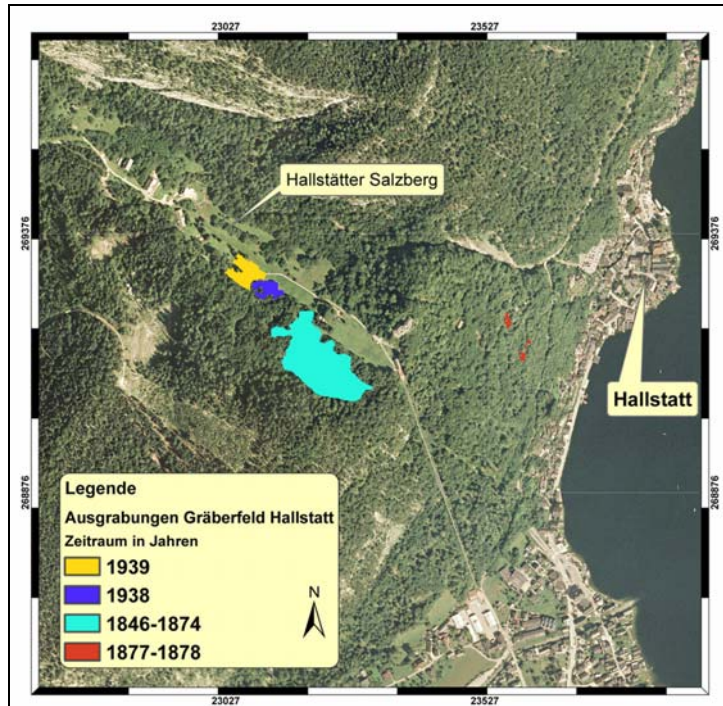 23027 23527
Hallstätter Salzberg
269376 269376
Hallstatt
268876 268876
Legende
Ausgrabungen Gräberfeld Hallstatt
Zeitraum in Jahren
1939
1938
1846-1874
1877-1878
N
23027 23527